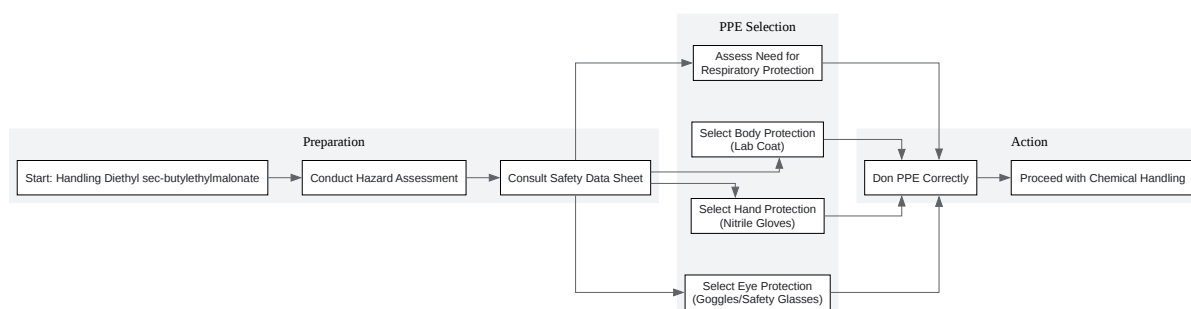 PPE Selection
Assess Need for
Respiratory Protection
Preparation
Select Body Protection
(Lab Coat)
Action
Start: Handling Diethyl sec-butylethylmalonate
Conduct Hazard Assessment
Consult Safety Data Sheet
Don PPE Correctly
Proceed with Chemical Handling
Select Hand Protection
(Nitrile Gloves)
Select Eye Protection
(Goggles/Safety Glasses)